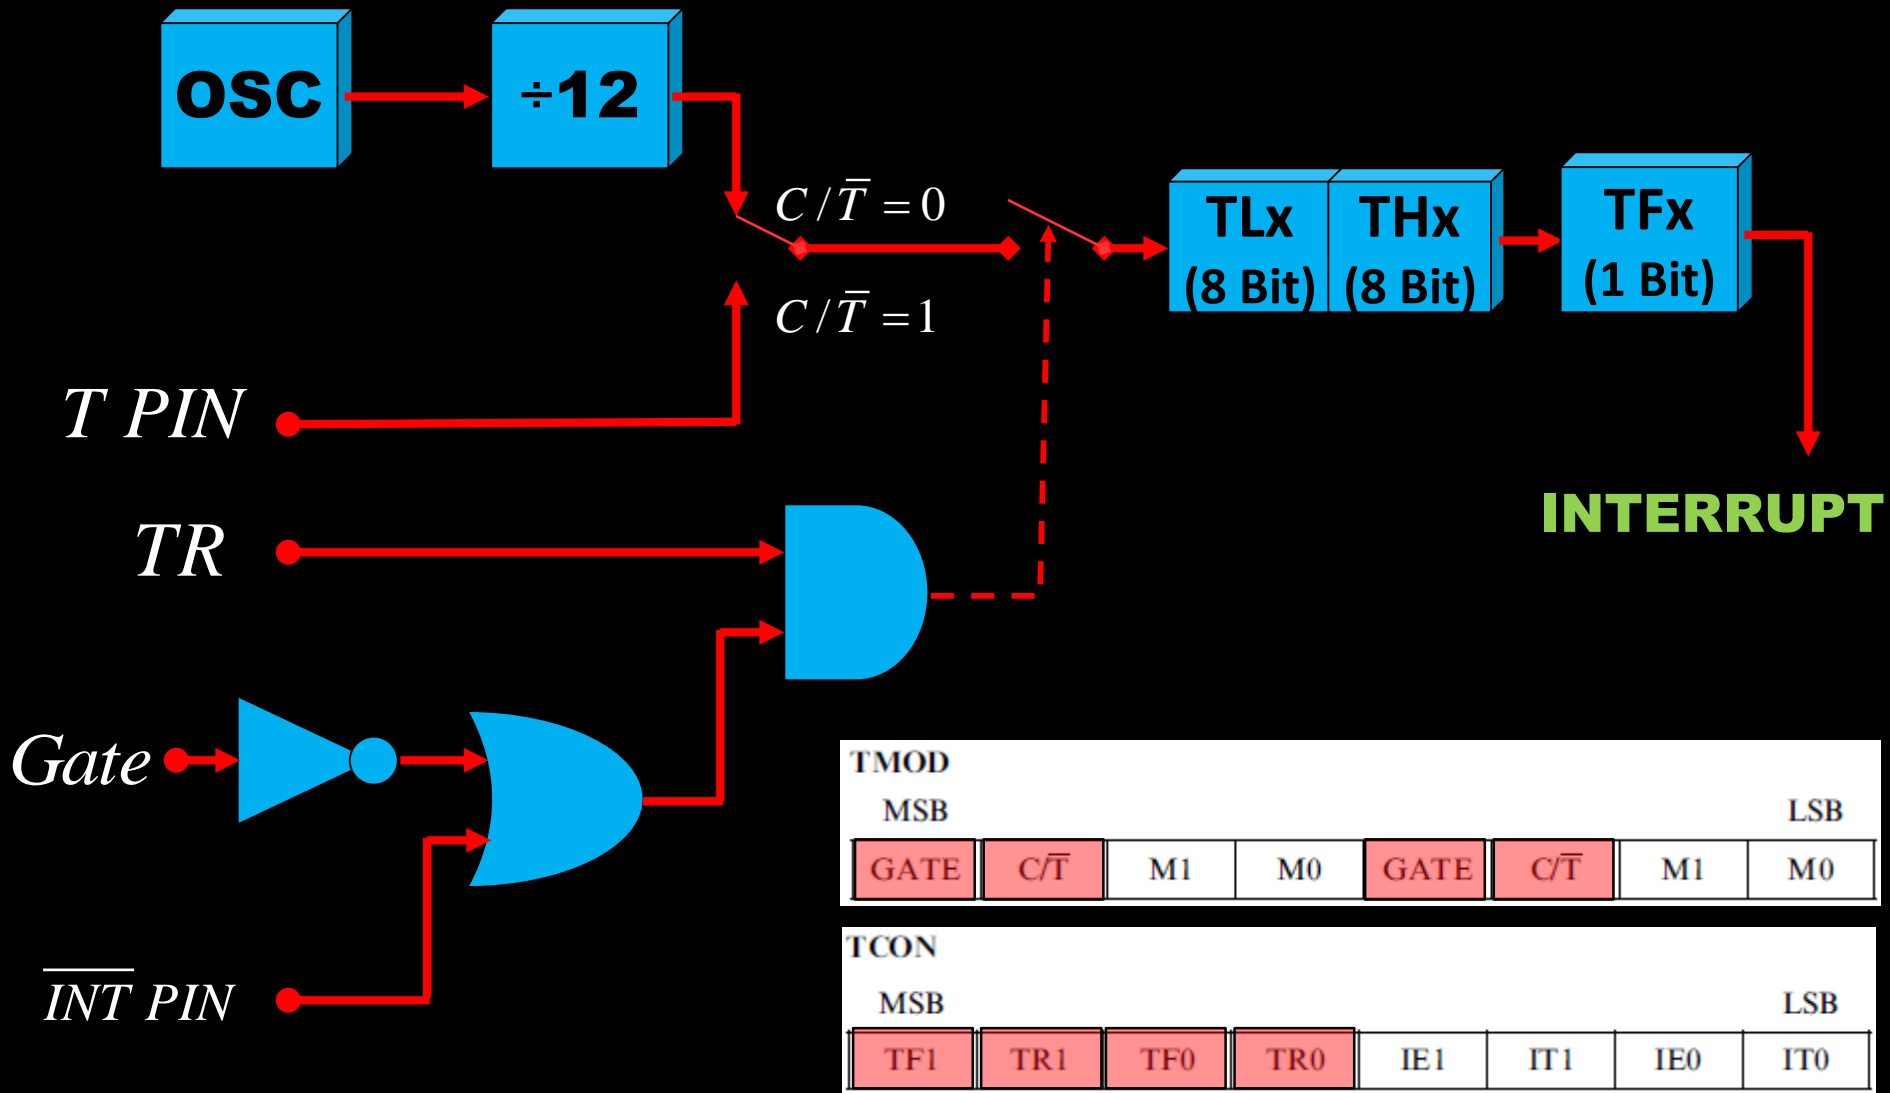 OSC
÷12
C/T̅ = 0
TLx
(8 Bit)
THx
(8 Bit)
TFx
(1 Bit)
C/T̅ = 1
T PIN
INTERRUPT
TR
Gate
I̅N̅T̅ PIN
TMOD
MSB LSB
GATE C/T̅ M1 M0 GATE C/T̅ M1 M0
TCON
MSB LSB
TF1 TR1 TF0 TR0 IE1 IT1 IE0 IT0